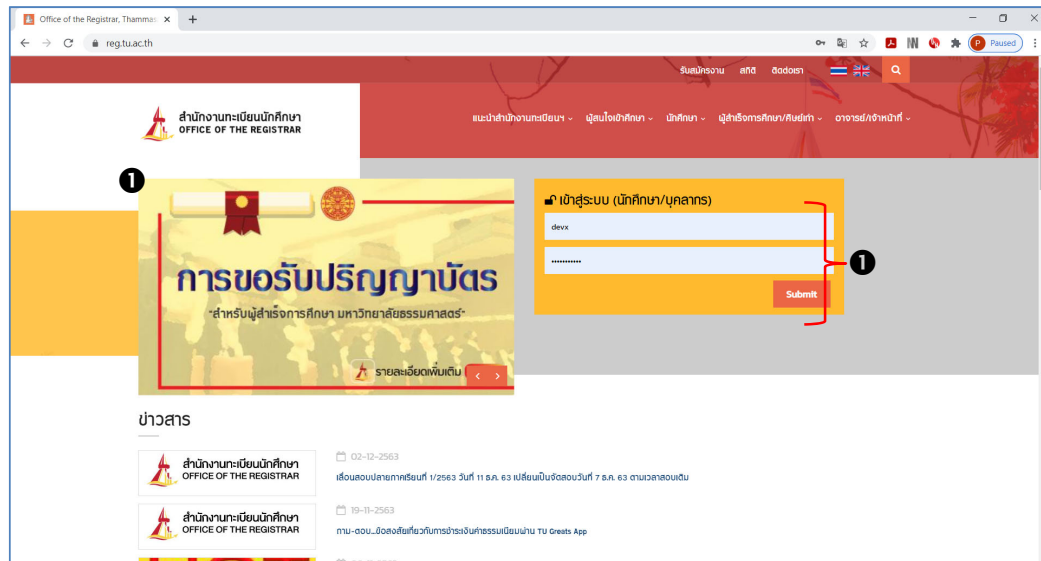 Office of the Registrar, Thammas
reg.tu.ac.th
Paused
รับสมัครงาน สถิติ ติดต่อเรา
สำนักงานทะเบียนนักศึกษา
OFFICE OF THE REGISTRAR
แนะนำสำนักงานทะเบียนฯ ผู้สนใจเข้าศึกษา นักศึกษา ผู้สำเร็จการศึกษา/ศิษย์เก่า อาจารย์/เจ้าหน้าที่
1
การขอรับปริญญาบัตร
"สำหรับผู้สำเร็จการศึกษา มหาวิทยาลัยธรรมศาสตร์"
รายละเอียดเพิ่มเติม
เข้าสู่ระบบ (นักศึกษา/บุคลากร)
devx
Submit
1
ข่าวสาร
สำนักงานทะเบียนนักศึกษา
OFFICE OF THE REGISTRAR
02-12-2563
เลื่อนสอบปลายภาคเรียนที่ 1/2563 วันที่ 11 ธ.ค. 63 เปลี่ยนเป็นจัดสอบวันที่ 7 ธ.ค. 63 ตามเวลาสอบเดิม
สำนักงานทะเบียนนักศึกษา
OFFICE OF THE REGISTRAR
19-11-2563
ถาม-ตอบ...ข้อสงสัยเกี่ยวกับการชำระเงินค่าธรรมเนียมผ่าน TU Greats App